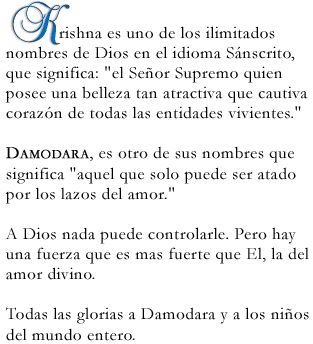 Krishna es uno de los ilimitados
nombres de Dios en el idioma Sánscrito,
que significa: "el Señor Supremo quien
posee una belleza tan atractiva que cautiva
corazón de todas las entidades vivientes."
DAMODARA, es otro de sus nombres que
significa "aquel que solo puede ser atado
por los lazos del amor."
A Dios nada puede controlarle. Pero hay
una fuerza que es mas fuerte que El, la del
amor divino.
Todas las glorias a Damodara y a los niños
del mundo entero.